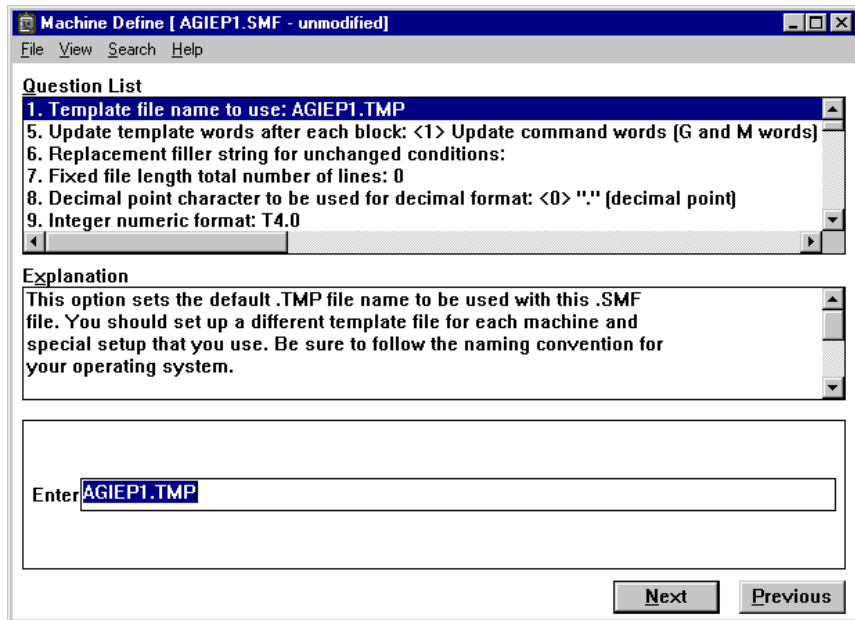 Machine Define [ AGIEP1.SMF - unmodified]
File View Search Help
Question List
1. Template file name to use: AGIEP1.TMP
5. Update template words after each block: <1> Update command words (G and M words)
6. Replacement filler string for unchanged conditions:
7. Fixed file length total number of lines: 0
8. Decimal point character to be used for decimal format: <0> "." (decimal point)
9. Integer numeric format: T4.0
Explanation
This option sets the default .TMP file name to be used with this .SMF
file. You should set up a different template file for each machine and
special setup that you use. Be sure to follow the naming convention for
your operating system.
Enter AGIEP1.TMP
Next Previous